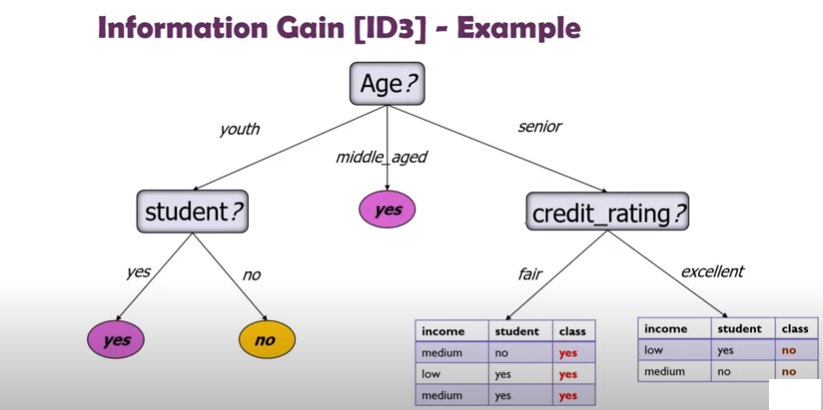 Information Gain [ID3] - Example
Age?
youth
senior
middle_aged
student?
yes
credit_rating?
yes
no
fair
excellent
yes
no
income student class
medium no yes
low yes yes
medium yes yes
income student class
low yes no
medium no no